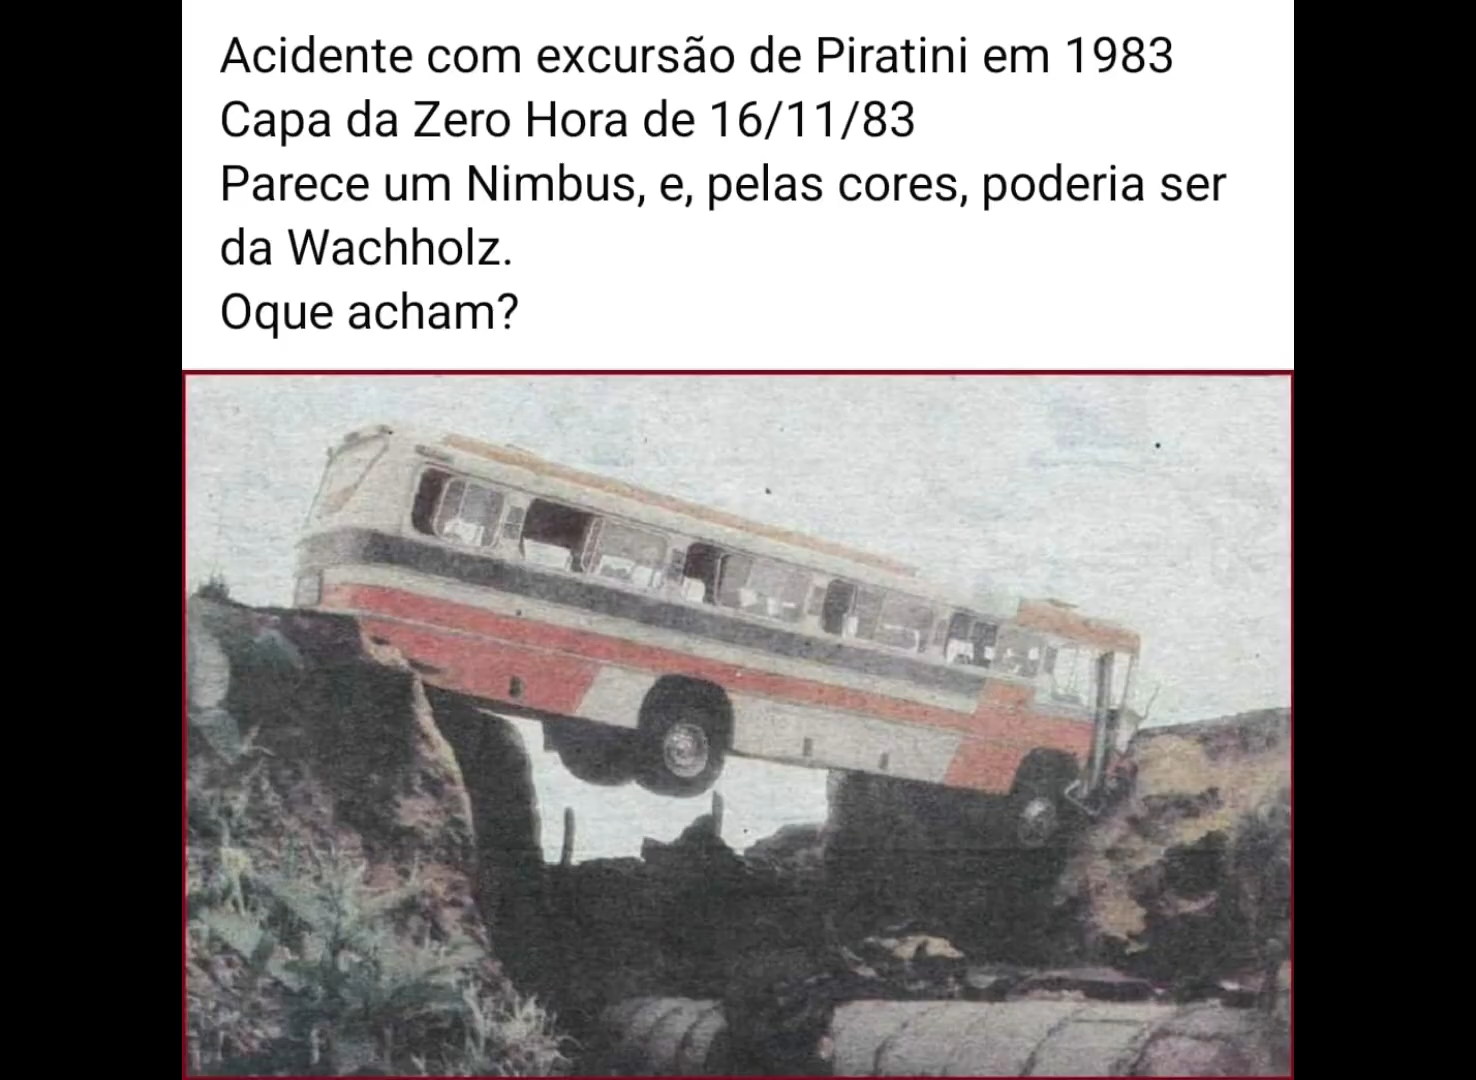 Acidente com excursão de Piratini em 1983
Capa da Zero Hora de 16/11/83
Parece um Nimbus, e, pelas cores, poderia ser
da Wachholz.
Oque acham?